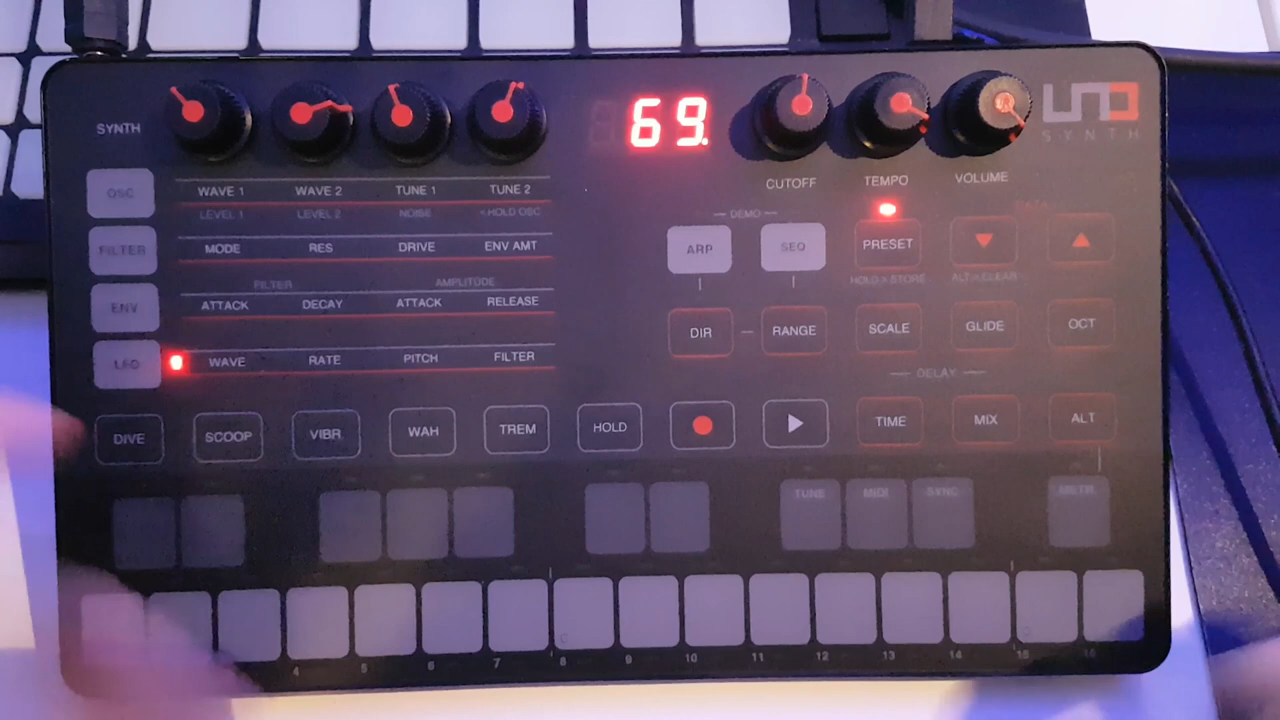 UNO
SYNTH
SYNTH
69.
CUTOFF TEMPO VOLUME
OSC
WAVE 1 WAVE 2 TUNE 1 TUNE 2
LEVEL 1 LEVEL 2 NOISE < HOLD OSC
DATA
DEMO
FILTER
MODE RES DRIVE ENV AMT
ARP SEQ PRESET
HOLD > STORE ALT > CLEAR
FILTER AMPLITUDE
ENV
ATTACK DECAY ATTACK RELEASE
DIR RANGE SCALE GLIDE OCT
LFO
WAVE RATE PITCH FILTER
DELAY
DIVE SCOOP VIBR WAH TREM HOLD TIME MIX ALT
TUNE MIDI SYNC METR.
C
4 5 6 7 8 9 10 11 12 13 14 15 16